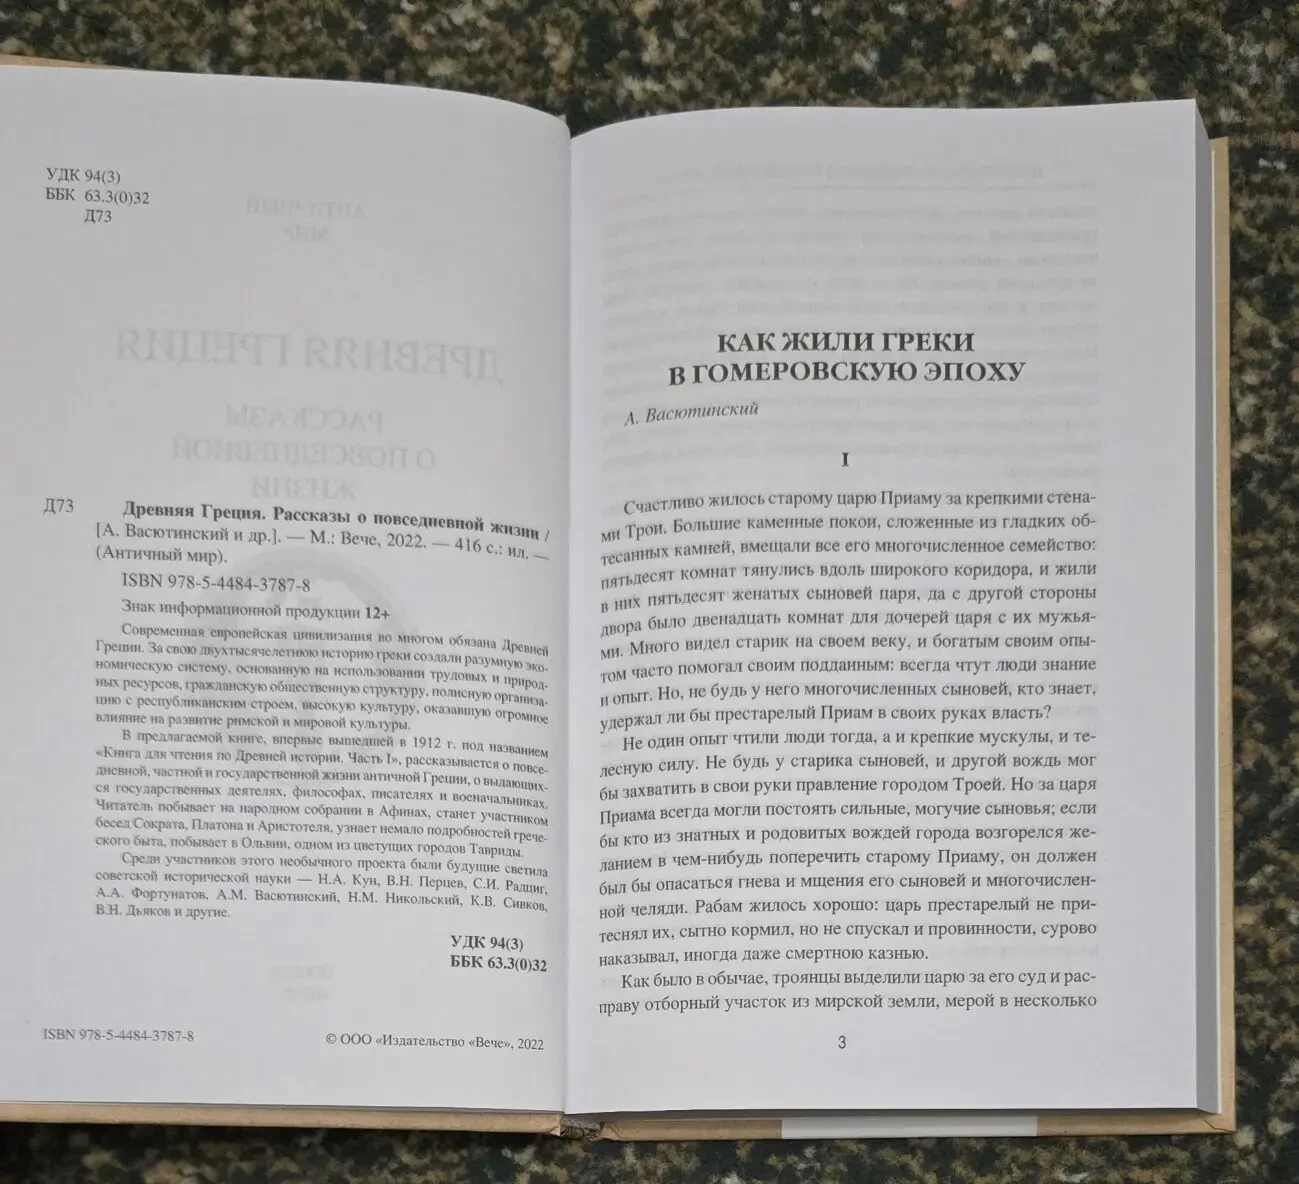 УДК 94(3)
ББК 63.3(0)32
Д73
Д73
Древняя Греция. Рассказы о повседневной жизни /
[А. Васютинский и др.]. — М.: Вече, 2022. — 416 с.: ил. —
(Античный мир).
ISBN 978-5-4484-3787-8
Знак информационной продукции 12+
Современная европейская цивилизация во многом обязана Древней
Греции. За свою двухтысячелетнюю историю греки создали разумную эко-
номическую систему, основанную на использовании трудовых и природ-
ных ресурсов, гражданскую общественную структуру, полисную организа-
цию с республиканским строем, высокую культуру, оказавшую огромное
влияние на развитие римской и мировой культуры.
В предлагаемой книге, впервые вышедшей в 1912 г. под названием
«Книга для чтения по Древней истории. Часть I», рассказывается о повсе-
дневной, частной и государственной жизни античной Греции, о выдающих-
ся государственных деятелях, философах, писателях и военачальниках.
Читатель побывает на народном собрании в Афинах, станет участником
бесед Сократа, Платона и Аристотеля, узнает немало подробностей грече-
ского быта, побывает в Ольвии, одном из цветущих городов Тавриды.
Среди участников этого необычного проекта были будущие светила
советской исторической науки — Н.А. Кун, В.Н. Перцев, С.И. Радциг,
А.А. Фортунатов, А.М. Васютинский, Н.М. Никольский, К.В. Сивков,
В.Н. Дьяков и другие.
УДК 94(3)
ББК 63.3(0)32
ISBN 978-5-4484-3787-8
© ООО «Издательство «Вече», 2022
КАК ЖИЛИ ГРЕКИ
В ГОМЕРОВСКУЮ ЭПОХУ
А. Васютинский
I
Счастливо жилось старому царю Приаму за крепкими стена-
ми Трои. Большие каменные покои, сложенные из гладких об-
тесанных камней, вмещали все его многочисленное семейство:
пятьдесят комнат тянулись вдоль широкого коридора, и жили
в них пятьдесят женатых сыновей царя, да с другой стороны
двора было двенадцать комнат для дочерей царя с их мужья-
ми. Много видел старик на своем веку, и богатым своим опы-
том часто помогал своим подданным: всегда чтут люди знание
и опыт. Но, не будь у него многочисленных сыновей, кто знает,
удержал ли бы престарелый Приам в своих руках власть?
Не один опыт чтили люди тогда, а и крепкие мускулы, и те-
лесную силу. Не будь у старика сыновей, и другой вождь мог
бы захватить в свои руки правление городом Троей. Но за царя
Приама всегда могли постоять сильные, могучие сыновья; если
бы кто из знатных и родовитых вождей города возгорелся же-
ланием в чем-нибудь поперечить старому Приаму, он должен
был бы опасаться гнева и мщения его сыновей и многочислен-
ной челяди. Рабам жилось хорошо: царь престарелый не при-
теснял их, сытно кормил, но не спускал и провинности, сурово
наказывал, иногда даже смертною казнью.
Как было в обычае, троянцы выделили царю за его суд и рас-
праву отборный участок из мирской земли, мерой в несколько
3